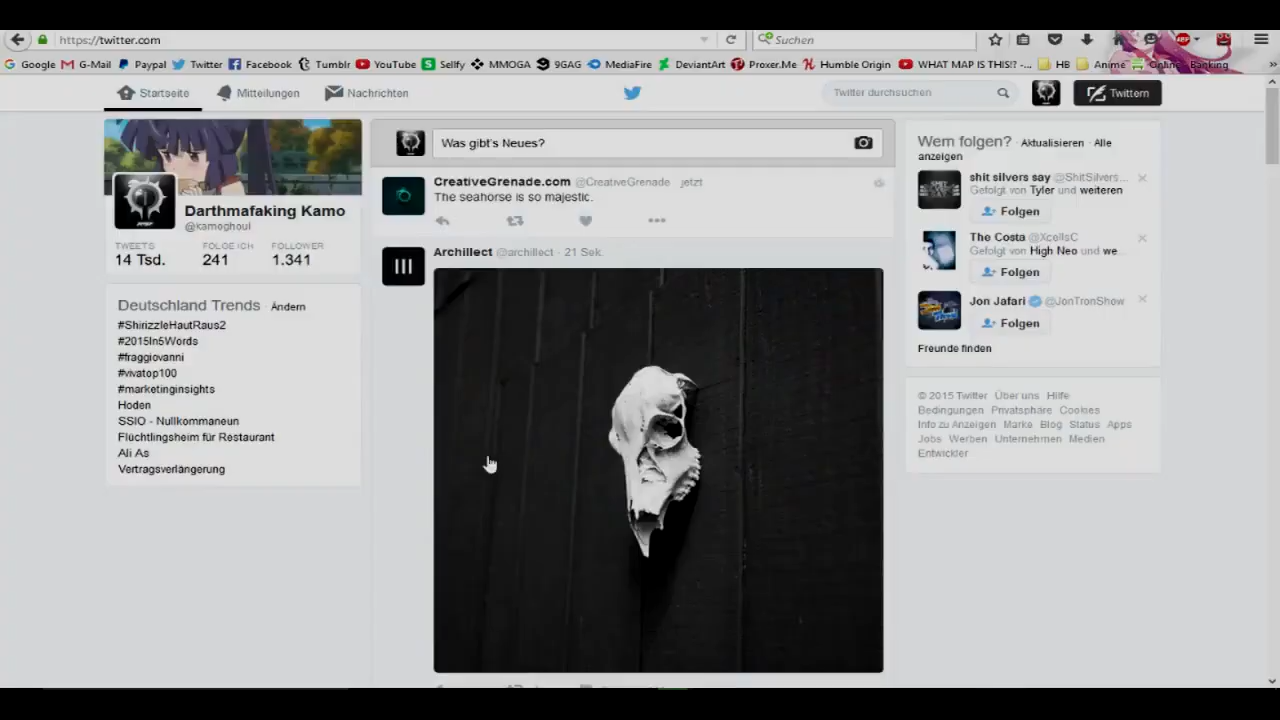 https://twitter.com
Suchen
Google G-Mail Paypal Twitter Facebook Tumblr YouTube Sellfy MMOGA 9GAG MediaFire DeviantArt Proxer.Me Humble Origin WHAT MAP IS THIS!? -... HB Anime Online-Banking »
Startseite Mitteilungen Nachrichten Twitter durchsuchen Twittern
Darthmafaking Kamo
@kamoghoul
TWEETS FOLGE ICH FOLLOWER
14 Tsd. 241 1.341
Deutschland Trends · Ändern
#ShirizzleHautRaus2
#2015In5Words
#fraggiovanni
#vivatop100
#marketinginsights
Hoden
SSIO - Nullkommaneun
Flüchtlingsheim für Restaurant
Ali As
Vertragsverlängerung
Was gibt's Neues?
CreativeGrenade.com @CreativeGrenade · jetzt
The seahorse is so majestic.
Archillect @archillect · 21 Sek.
Wem folgen? · Aktualisieren · Alle
anzeigen
shit silvers say @ShitSilvers...
Gefolgt von Tyler und weiteren
Folgen
The Costa @XcellsC
Gefolgt von High Neo und we...
Folgen
Jon Jafari @JonTronShow
Folgen
Freunde finden
© 2015 Twitter Über uns Hilfe
Bedingungen Privatsphäre Cookies
Info zu Anzeigen Marke Blog Status Apps
Jobs Werben Unternehmen Medien
Entwickler